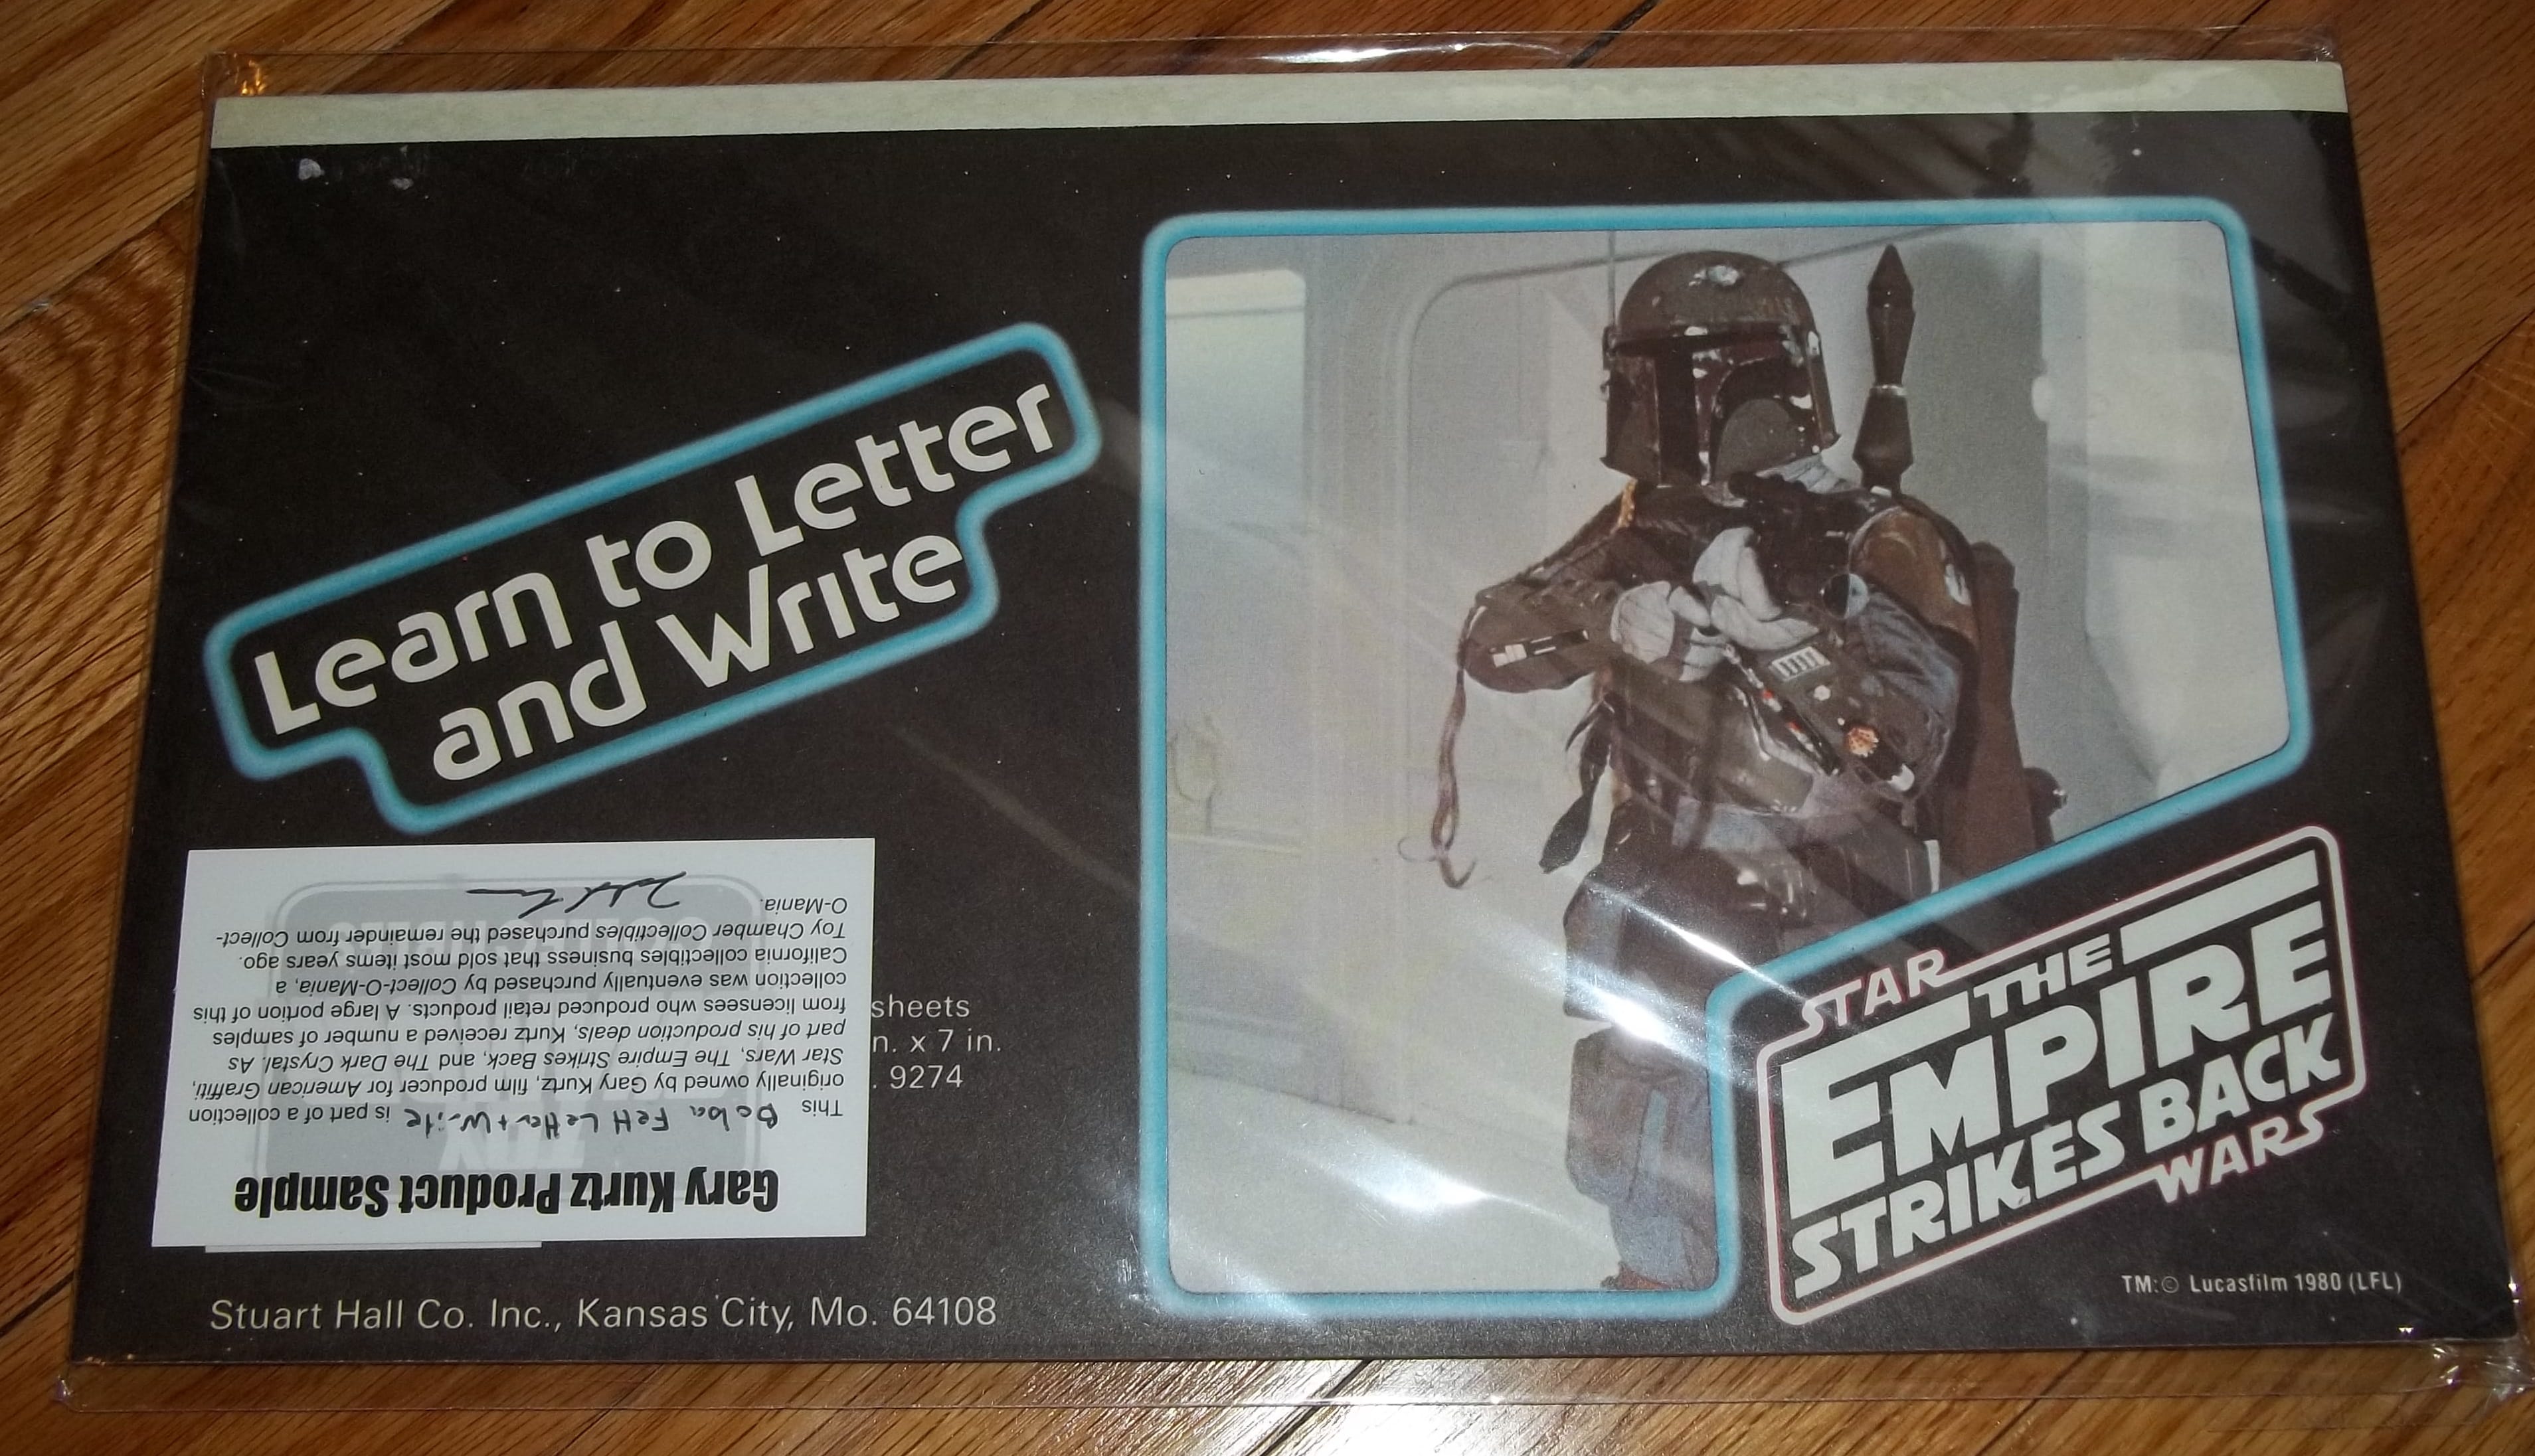 Learn to Letter
and Write
STAR
THE
EMPIRE
STRIKES BACK
WARS
TM:© Lucasfilm 1980 (LFL)
sheets
n. x 7 in.
. 9274
Stuart Hall Co. Inc., Kansas City, Mo. 64108
Gary Kurtz Product Sample
This Boba Fett Letter + Write is part of a collection
originally owned by Gary Kurtz, film producer for American Graffiti,
Star Wars, The Empire Strikes Back, and The Dark Crystal. As
part of his production deals, Kurtz received a number of samples
from licensees who produced retail products. A large portion of this
collection was eventually purchased by Collect-O-Mania, a
California collectibles business that sold most items years ago.
Toy Chamber Collectibles purchased the remainder from Collect-
O-Mania.